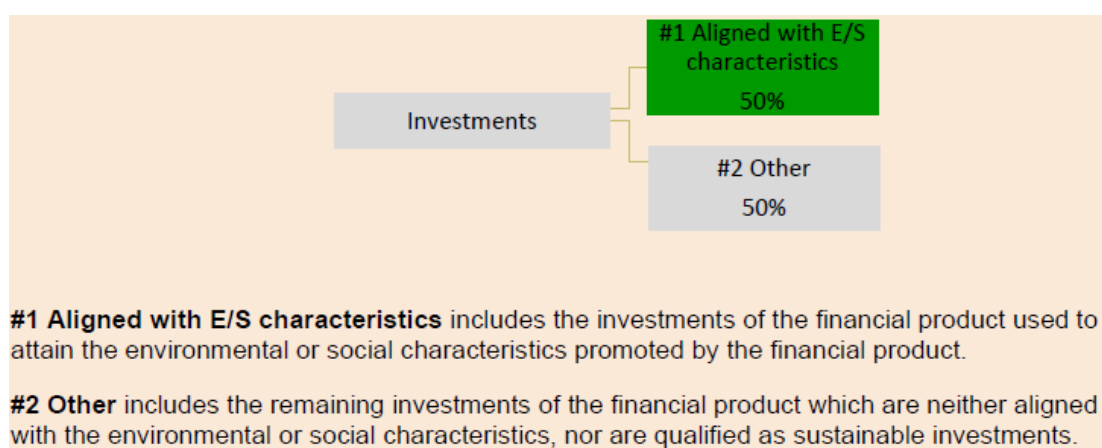 #1 Aligned with E/S
characteristics
50%
Investments
#2 Other
50%
#1 Aligned with E/S characteristics includes the investments of the financial product used to
attain the environmental or social characteristics promoted by the financial product.
#2 Other includes the remaining investments of the financial product which are neither aligned
with the environmental or social characteristics, nor are qualified as sustainable investments.